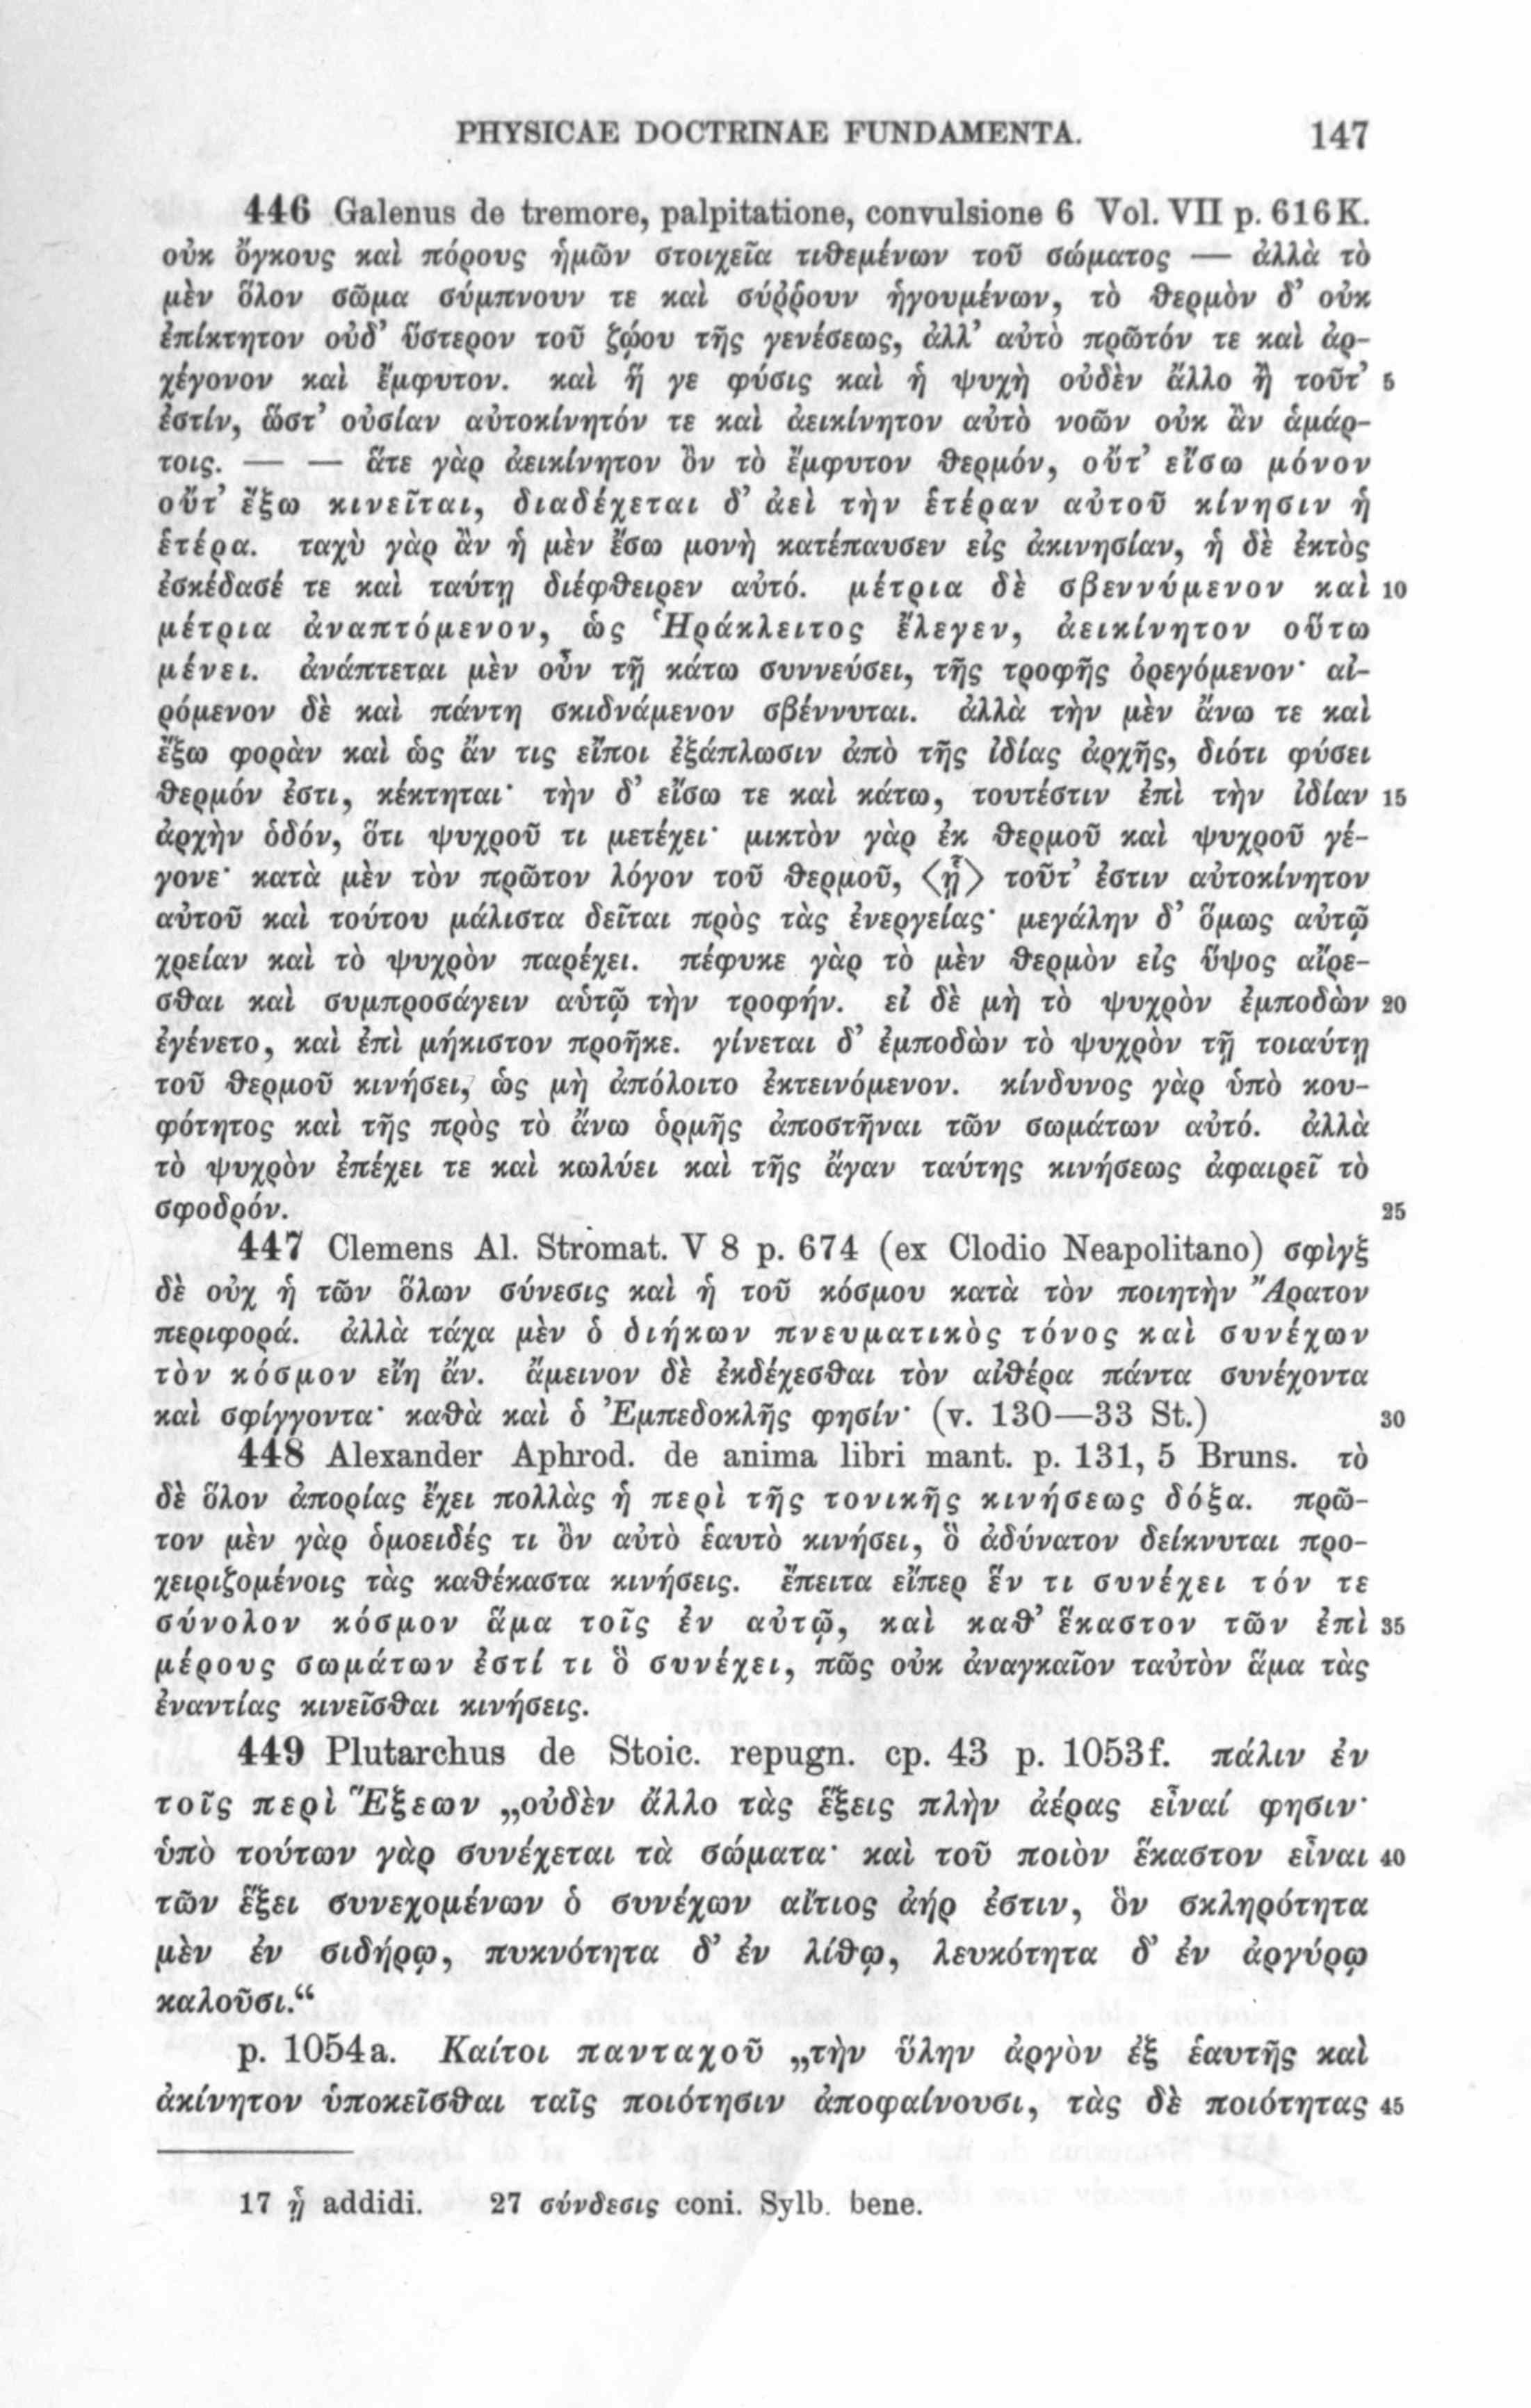 PHYSICAE DOCTRINAE FUNDAMENTA. 147
446 Galenus de tremore, palpitatione, convulsione 6 Vol. VII p. 616 K.
οὐκ ὄγκους καὶ πόρους ἡμῶν στοιχεῖα τιθεμένων τοῦ σώματος — ἀλλὰ τὸ
μὲν ὅλον σῶμα σύμπνουν τε καὶ σύῤῥουν ἡγουμένων, τὸ θερμὸν δ’ οὐκ
ἐπίκτητον οὐδ’ ὕστερον τοῦ ζῴου τῆς γενέσεως, ἀλλ’ αὐτὸ πρῶτόν τε καὶ ἀρ-
χέγονον καὶ ἔμφυτον. καὶ ἥ γε φύσις καὶ ἡ ψυχὴ οὐδὲν ἄλλο ἢ τοῦτ’ 5
ἐστίν, ὥστ’ οὐσίαν αὐτοκίνητόν τε καὶ ἀεικίνητον αὐτὸ νοῶν οὐκ ἂν ἁμάρ-
τοις. — — ἅτε γὰρ ἀεικίνητον ὂν τὸ ἔμφυτον θερμόν, οὔτ’ εἴσω μόνον
οὔτ’ ἔξω κινεῖται, διαδέχεται δ’ ἀεὶ τὴν ἑτέραν αὐτοῦ κίνησιν ἡ
ἑτέρα. ταχὺ γὰρ ἂν ἡ μὲν ἔσω μονὴ κατέπαυσεν εἰς ἀκινησίαν, ἡ δὲ ἐκτὸς
ἐσκέδασέ τε καὶ ταύτῃ διέφθειρεν αὐτό. μέτρια δὲ σβεννύμενον καὶ 10
μέτρια ἀναπτόμενον, ὡς Ἡράκλειτος ἔλεγεν, ἀεικίνητον οὕτω
μένει. ἀνάπτεται μὲν οὖν τῇ κάτω συννεύσει, τῆς τροφῆς ὀρεγόμενον· αἰ-
ρόμενον δὲ καὶ πάντη σκιδνάμενον σβέννυται. ἀλλὰ τὴν μὲν ἄνω τε καὶ
ἔξω φορὰν καὶ ὡς ἄν τις εἴποι ἐξάπλωσιν ἀπὸ τῆς ἰδίας ἀρχῆς, διότι φύσει
θερμόν ἐστι, κέκτηται· τὴν δ’ εἴσω τε καὶ κάτω, τουτέστιν ἐπὶ τὴν ἰδίαν 15
ἀρχὴν ὁδόν, ὅτι ψυχροῦ τι μετέχει· μικτὸν γὰρ ἐκ θερμοῦ καὶ ψυχροῦ γέ-
γονε· κατὰ μὲν τὸν πρῶτον λόγον τοῦ θερμοῦ, <ᾗ> τοῦτ’ ἐστιν αὐτοκίνητον
αὐτοῦ καὶ τούτου μάλιστα δεῖται πρὸς τὰς ἐνεργείας· μεγάλην δ’ ὅμως αὐτῷ
χρείαν καὶ τὸ ψυχρὸν παρέχει. πέφυκε γὰρ τὸ μὲν θερμὸν εἰς ὕψος αἴρε-
σθαι καὶ συμπροσάγειν αὑτῷ τὴν τροφήν. εἰ δὲ μὴ τὸ ψυχρὸν ἐμποδὼν 20
ἐγένετο, καὶ ἐπὶ μήκιστον προῆκε. γίνεται δ’ ἐμποδὼν τὸ ψυχρὸν τῇ τοιαύτῃ
τοῦ θερμοῦ κινήσει, ὡς μὴ ἀπόλοιτο ἐκτεινόμενον. κίνδυνος γὰρ ὑπὸ κου-
φότητος καὶ τῆς πρὸς τὸ ἄνω ὁρμῆς ἀποστῆναι τῶν σωμάτων αὐτό. ἀλλὰ
τὸ ψυχρὸν ἐπέχει τε καὶ κωλύει καὶ τῆς ἄγαν ταύτης κινήσεως ἀφαιρεῖ τὸ
σφοδρόν. 25
447 Clemens Al. Stromat. V 8 p. 674 (ex Clodio Neapolitano) σφὶγξ
δὲ οὐχ ἡ τῶν ὅλων σύνεσις καὶ ἡ τοῦ κόσμου κατὰ τὸν ποιητὴν Ἄρατον
περιφορά. ἀλλὰ τάχα μὲν ὁ διήκων πνευματικὸς τόνος καὶ συνέχων
τὸν κόσμον εἴη ἄν. ἄμεινον δὲ ἐκδέχεσθαι τὸν αἰθέρα πάντα συνέχοντα
καὶ σφίγγοντα· καθὰ καὶ ὁ Ἐμπεδοκλῆς φησίν· (v. 130—33 St.) 30
448 Alexander Aphrod. de anima libri mant. p. 131, 5 Bruns. τὸ
δὲ ὅλον ἀπορίας ἔχει πολλὰς ἡ περὶ τῆς τονικῆς κινήσεως δόξα. πρῶ-
τον μὲν γὰρ ὁμοειδές τι ὂν αὐτὸ ἑαυτὸ κινήσει, ὃ ἀδύνατον δείκνυται προ-
χειριζομένοις τὰς καθέκαστα κινήσεις. ἔπειτα εἴπερ ἕν τι συνέχει τόν τε
σύνολον κόσμον ἅμα τοῖς ἐν αὐτῷ, καὶ καθ’ ἕκαστον τῶν ἐπὶ 35
μέρους σωμάτων ἐστί τι ὃ συνέχει, πῶς οὐκ ἀναγκαῖον ταὐτὸν ἅμα τὰς
ἐναντίας κινεῖσθαι κινήσεις.
449 Plutarchus de Stoic. repugn. cp. 43 p. 1053f. πάλιν ἐν
τοῖς περὶ Ἕξεων „οὐδὲν ἄλλο τὰς ἕξεις πλὴν ἀέρας εἶναί φησιν·
ὑπὸ τούτων γὰρ συνέχεται τὰ σώματα· καὶ τοῦ ποιὸν ἕκαστον εἶναι 40
τῶν ἕξει συνεχομένων ὁ συνέχων αἴτιος ἀήρ ἐστιν, ὃν σκληρότητα
μὲν ἐν σιδήρῳ, πυκνότητα δ’ ἐν λίθῳ, λευκότητα δ’ ἐν ἀργύρῳ
καλοῦσι.“
p. 1054a. Καίτοι πανταχοῦ „τὴν ὕλην ἀργὸν ἐξ ἑαυτῆς καὶ
ἀκίνητον ὑποκεῖσθαι ταῖς ποιότησιν ἀποφαίνουσι, τὰς δὲ ποιότητας 45
17 ᾗ addidi. 27 σύνδεσις coni. Sylb. bene.